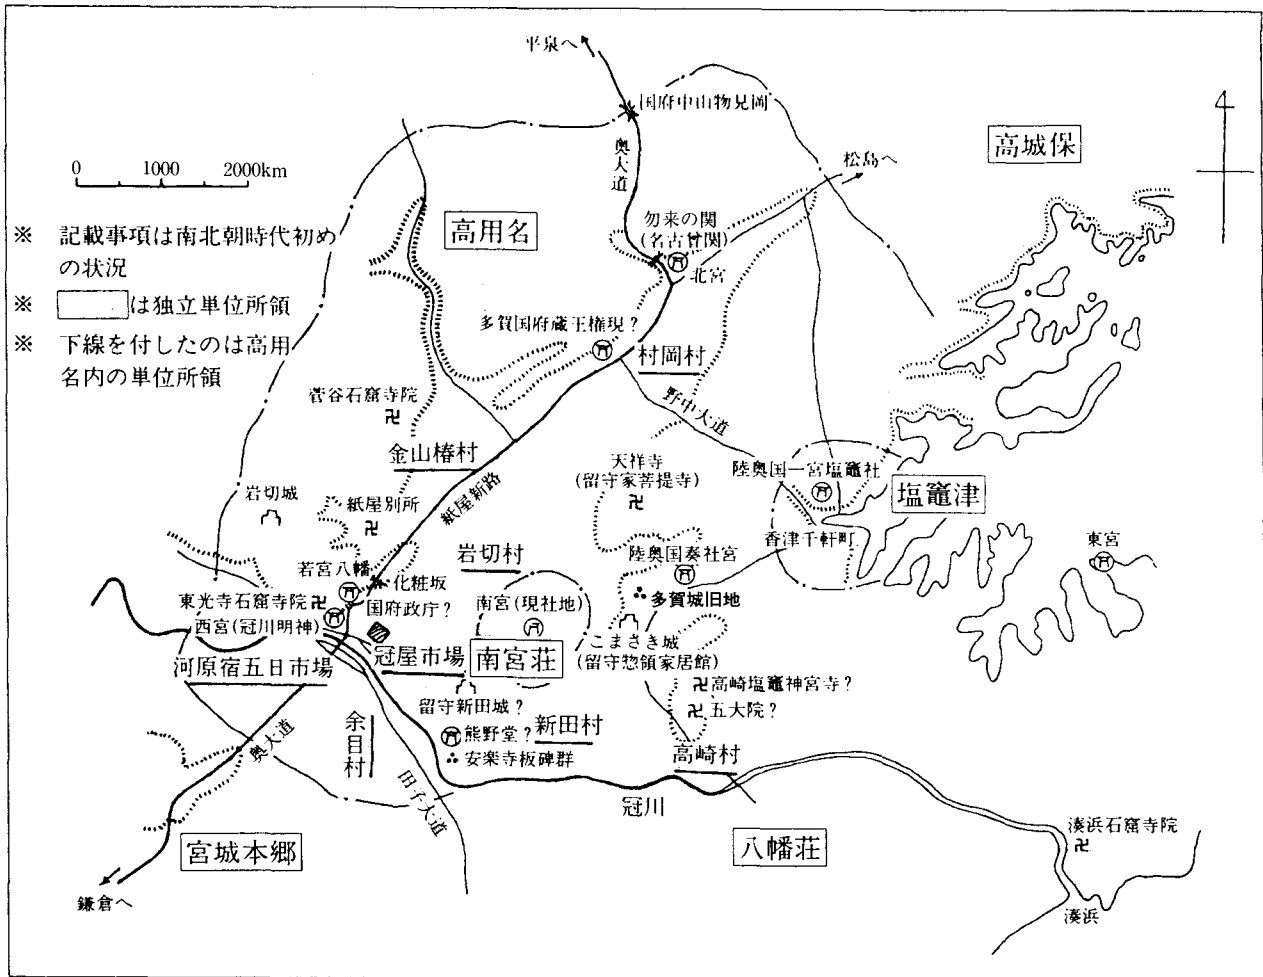 平泉へ
国府中山物見岡
高城保
奥大道
松島へ
0 1000 2000km
※ 記載事項は南北朝時代初め
の状況
※ は独立単位所領
※ 下線を付したのは高用
名内の単位所領
高用名
勿来の関
(名古曽関)
北宮
多賀国府蔵王権現?
村岡村
野中大道
菅谷石窟寺院
金山椿村
天祥寺
(留守家菩提寺)
陸奥国一宮塩竈社
塩竈津
岩切城
紙屋別所
紙屋新路
香津千軒町
東宮
岩切村
陸奥国奏社宮
若宮八幡
化粧坂
東光寺石窟寺院
国府政庁?
南宮(現社地)
多賀城旧地
西宮(冠川明神)
こまさき城
(留守惣領家居館)
河原宿五日市場
冠屋市場
南宮荘
高崎塩竈神宮寺?
留守新田城?
五大院?
余目村
熊野堂?
新田村
安楽寺板碑群
高崎村
奥大道
田子大道
冠川
宮城本郷
八幡荘
湊浜石窟寺院
鎌倉へ
湊浜